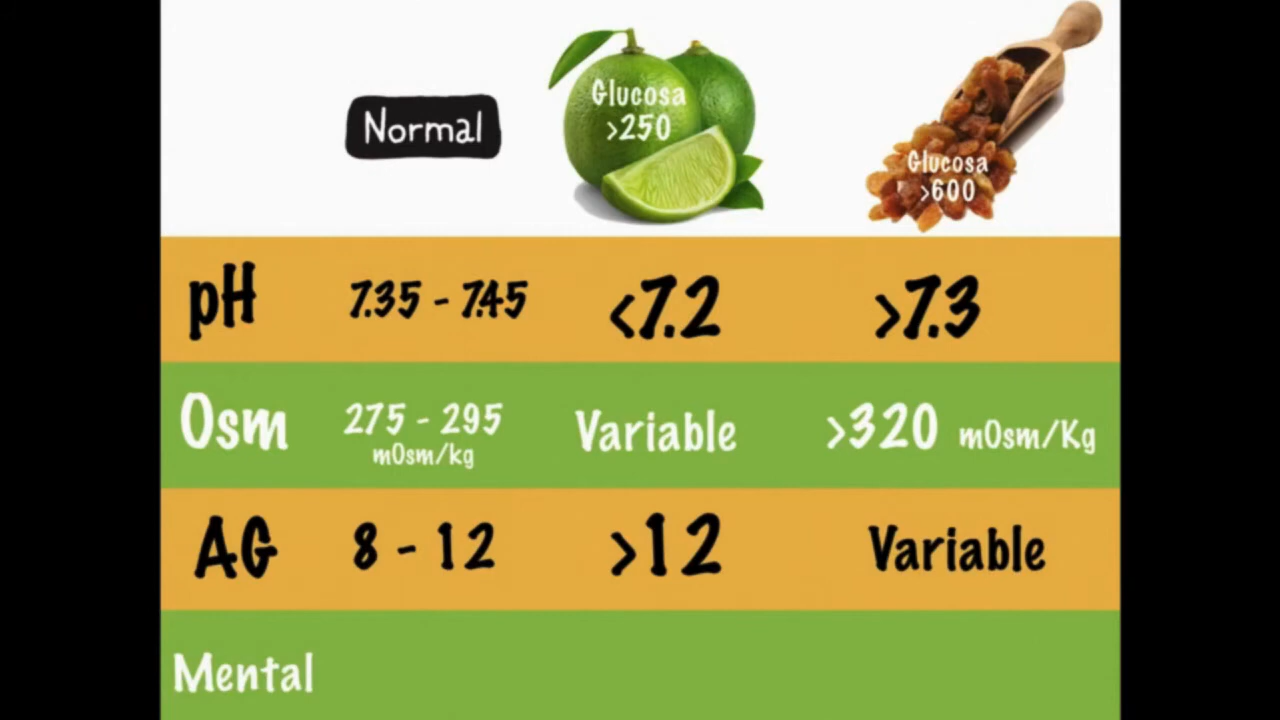 Normal
Glucosa
>250
Glucosa
>600
pH 7.35 - 7.45 <7.2 >7.3
Osm 275 - 295 mOsm/kg Variable >320 mOsm/Kg
AG 8 - 12 >12 Variable
Mental